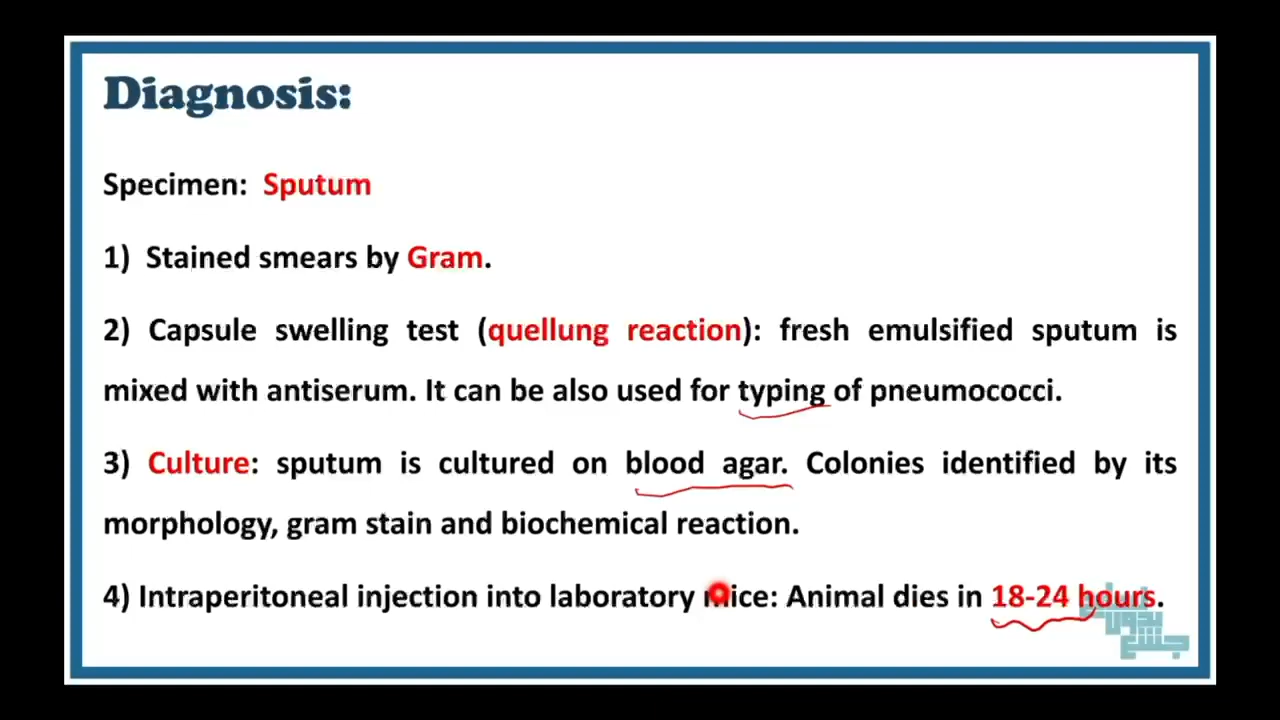 Diagnosis:
Specimen: Sputum
1) Stained smears by Gram.
2) Capsule swelling test (quellung reaction): fresh emulsified sputum is
mixed with antiserum. It can be also used for typing of pneumococci.
3) Culture: sputum is cultured on blood agar. Colonies identified by its
morphology, gram stain and biochemical reaction.
4) Intraperitoneal injection into laboratory mice: Animal dies in 18-24 hours.